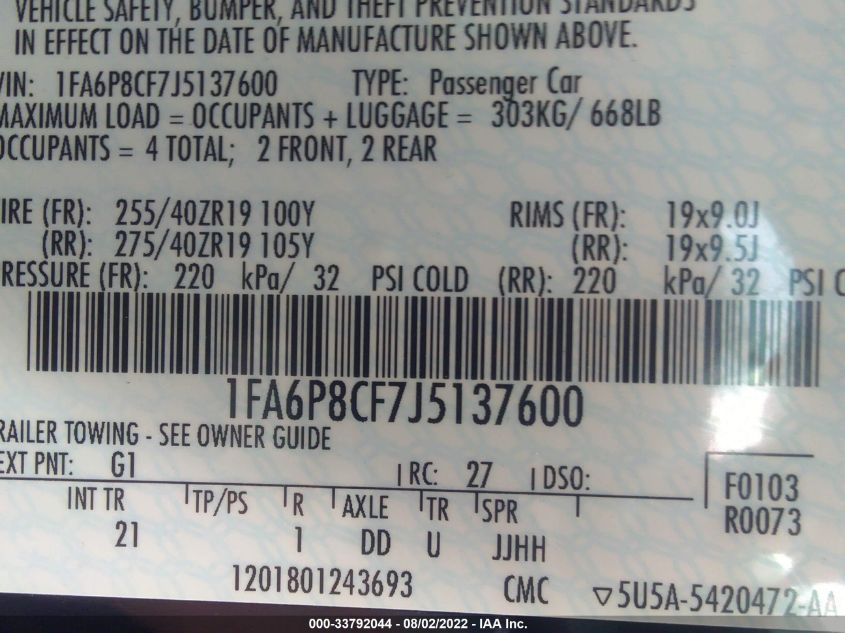 VEHICLE SAFETY, BUMPER, AND THEFT PREVENTION STANDARDS
IN EFFECT ON THE DATE OF MANUFACTURE SHOWN ABOVE.
VIN: 1FA6P8CF7J5137600 TYPE: Passenger Car
MAXIMUM LOAD = OCCUPANTS + LUGGAGE = 303KG/ 668LB
OCCUPANTS = 4 TOTAL; 2 FRONT, 2 REAR
IRE (FR): 255/40ZR19 100Y RIMS (FR): 19x9.0J
(RR): 275/40ZR19 105Y (RR): 19x9.5J
RESSURE (FR): 220 kPa/ 32 PSI COLD (RR): 220 kPa/ 32 PSI C
1FA6P8CF7J5137600
RAILER TOWING - SEE OWNER GUIDE
EXT PNT: G1 RC: 27 DSO:
F0103
R0073
INT TR TP/PS R AXLE TR SPR
21 1 DD U JJHH
1201801243693 CMC ▽5U5A-5420472-AA
000-33792044 - 08/02/2022 - IAA Inc.